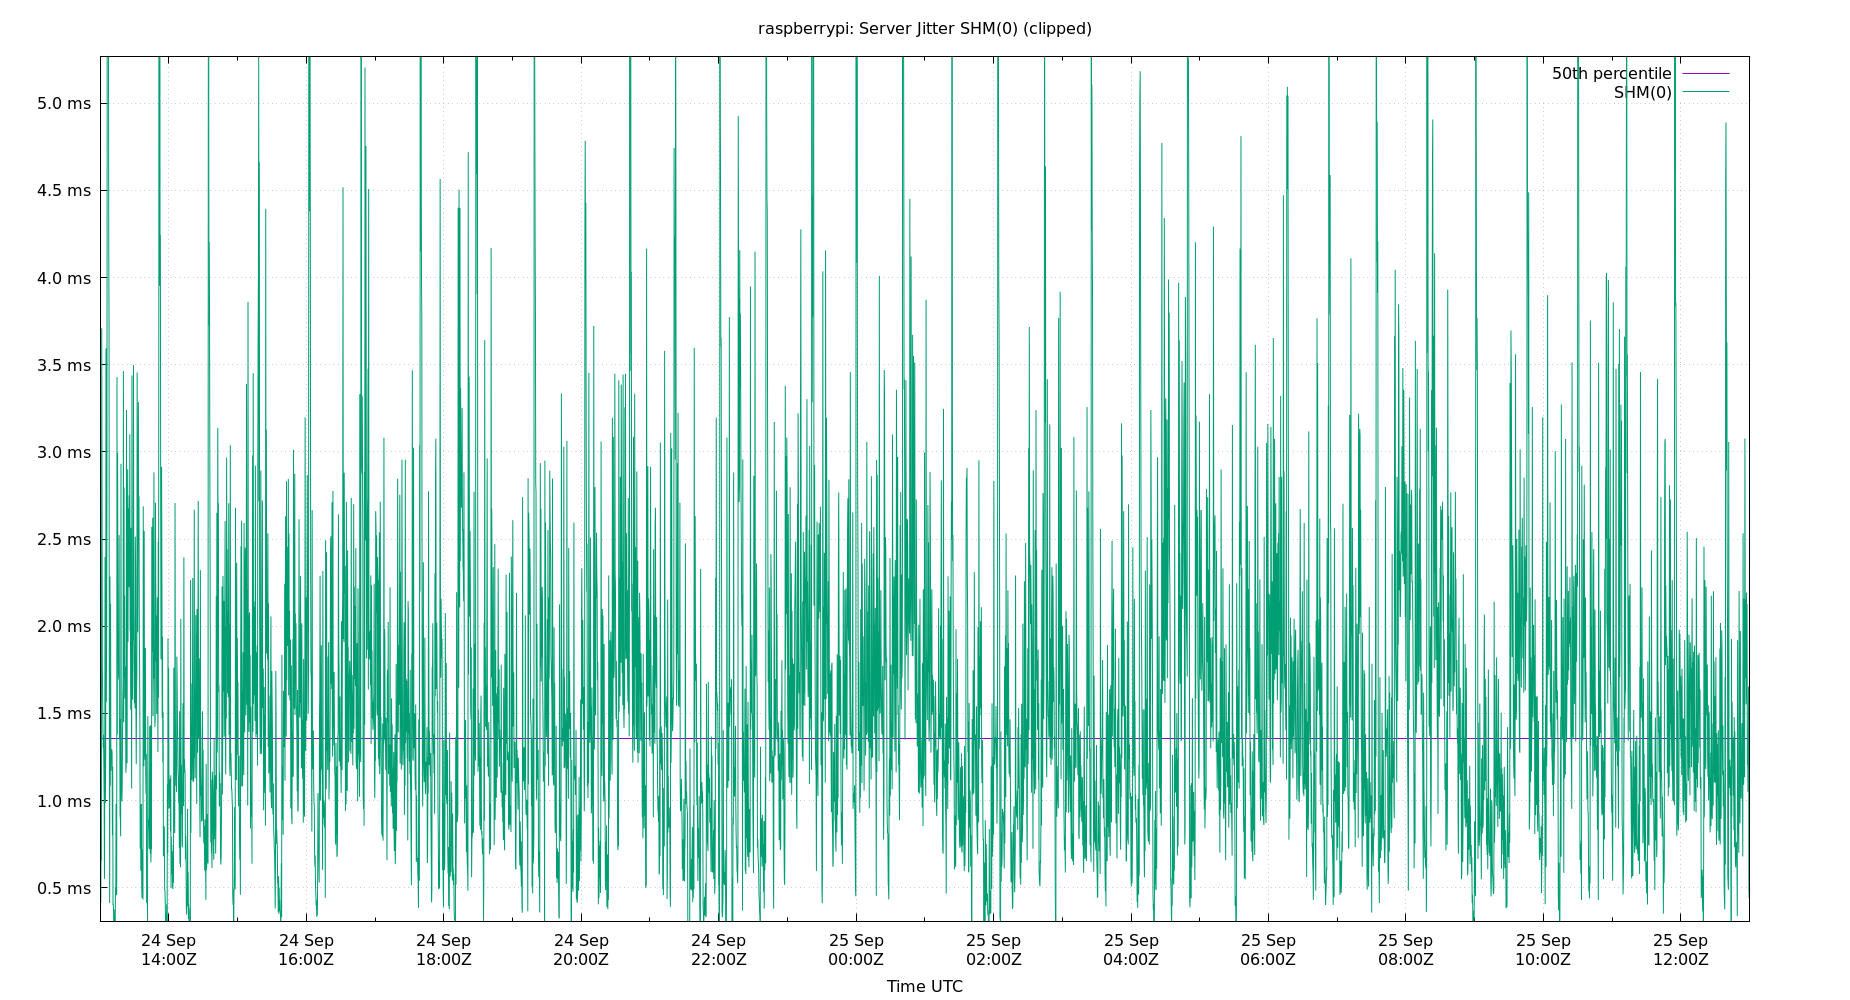 raspberrypi: Server Jitter SHM(0) (clipped)
50th percentile
SHM(0)
5.0 ms
4.5 ms
4.0 ms
3.5 ms
3.0 ms
2.5 ms
2.0 ms
1.5 ms
1.0 ms
0.5 ms
24 Sep 24 Sep 24 Sep 24 Sep 24 Sep 25 Sep 25 Sep 25 Sep 25 Sep 25 Sep 25 Sep 25 Sep
14:00Z 16:00Z 18:00Z 20:00Z 22:00Z 00:00Z 02:00Z 04:00Z 06:00Z 08:00Z 10:00Z 12:00Z
Time UTC